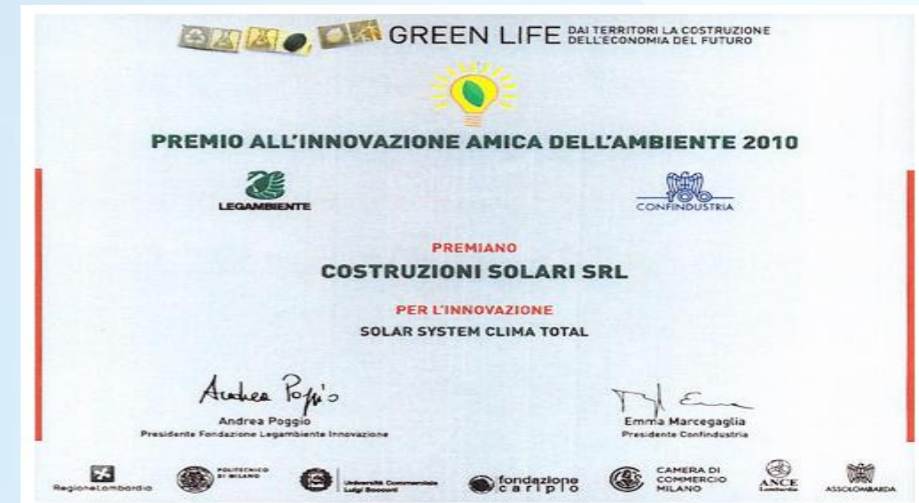 GREEN LIFE DAI TERRITORI LA COSTRUZIONE
DELL'ECONOMIA DEL FUTURO
PREMIO ALL'INNOVAZIONE AMICA DELL'AMBIENTE 2010
LEGAMBIENTE
CONFINDUSTRIA
PREMIANO
COSTRUZIONI SOLARI SRL
PER L'INNOVAZIONE
SOLAR SYSTEM CLIMA TOTAL
Andrea Poggio
Presidente Fondazione Legambiente Innovazione
Emma Marcegaglia
Presidente Confindustria
RegioneLombardia
POLITECNICO
DI MILANO
Università Commerciale
Luigi Bocconi
fondazione
cariplo
CAMERA DI
COMMERCIO
MILANO
ANCE
ASSOLOMBARDA